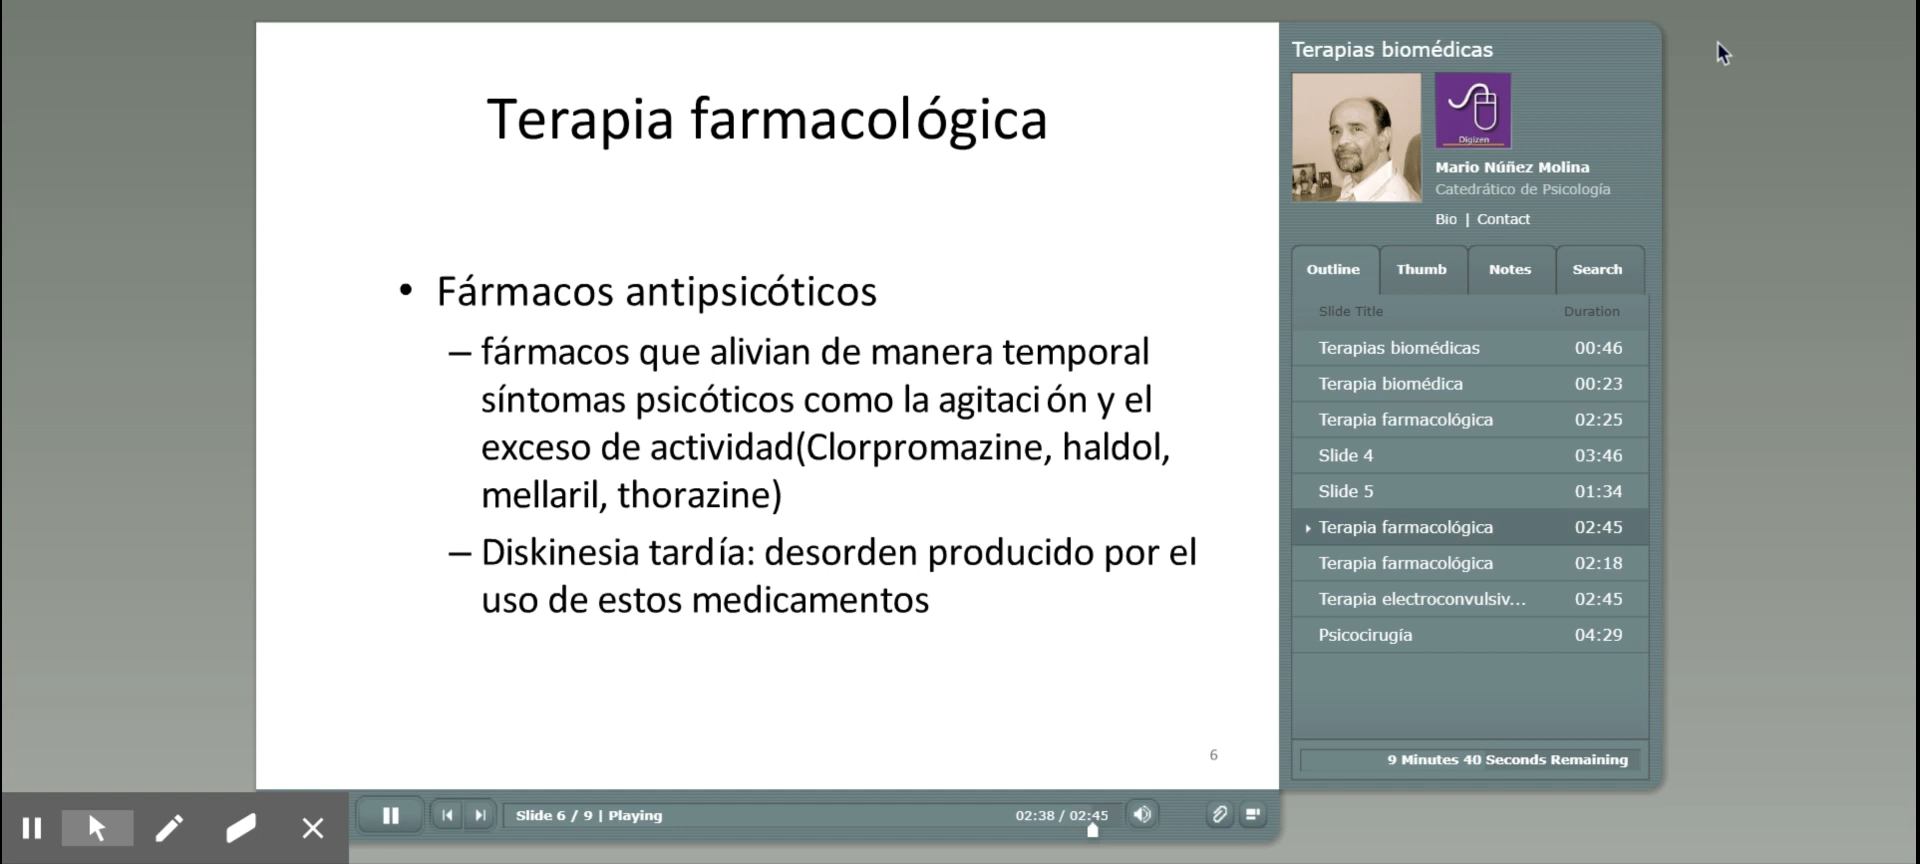 Terapia farmacológica
• Fármacos antipsicóticos
– fármacos que alivian de manera temporal
síntomas psicóticos como la agitación y el
exceso de actividad(Clorpromazine, haldol,
mellaril, thorazine)
– Diskinesia tardía: desorden producido por el
uso de estos medicamentos
6
Terapias biomédicas
Digizen
Mario Núñez Molina
Catedrático de Psicología
Bio | Contact
Outline Thumb Notes Search
Slide Title Duration
Terapias biomédicas 00:46
Terapia biomédica 00:23
Terapia farmacológica 02:25
Slide 4 03:46
Slide 5 01:34
Terapia farmacológica 02:45
Terapia farmacológica 02:18
Terapia electroconvulsiv... 02:45
Psicocirugía 04:29
9 Minutes 40 Seconds Remaining
Slide 6 / 9 | Playing 02:38 / 02:45